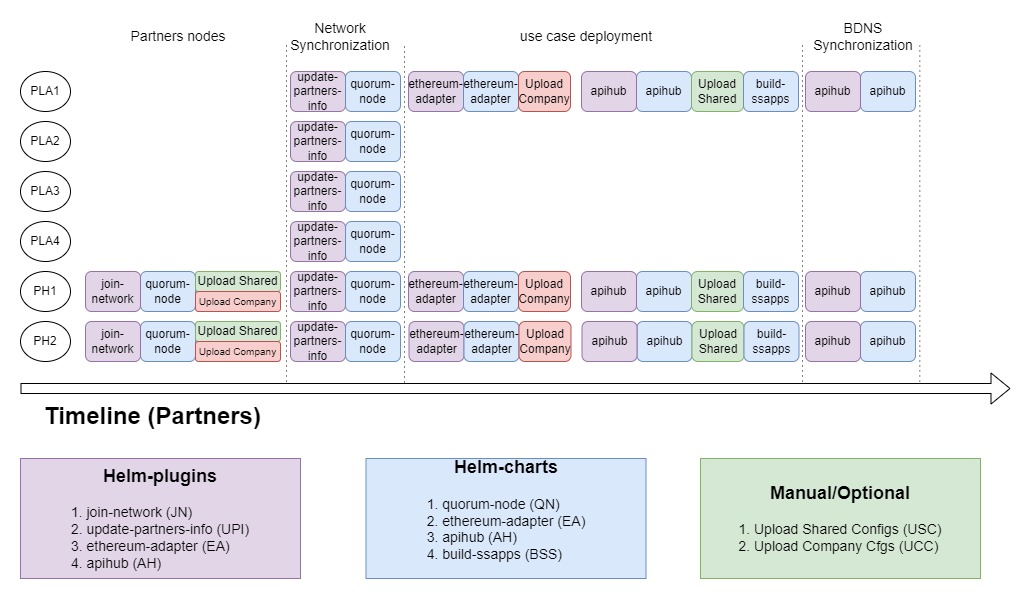 Partners nodes
Network
Synchronization
use case deployment
BDNS
Synchronization
PLA1
update-
partners-
info
quorum-
node
ethereum-
adapter
ethereum-
adapter
Upload
Company
apihub
apihub
Upload
Shared
build-
ssapps
apihub
apihub
PLA2
update-
partners-
info
quorum-
node
PLA3
update-
partners-
info
quorum-
node
PLA4
update-
partners-
info
quorum-
node
PH1
join-
network
quorum-
node
Upload Shared
Upload Company
update-
partners-
info
quorum-
node
ethereum-
adapter
ethereum-
adapter
Upload
Company
apihub
apihub
Upload
Shared
build-
ssapps
apihub
apihub
PH2
join-
network
quorum-
node
Upload Shared
Upload Company
update-
partners-
info
quorum-
node
ethereum-
adapter
ethereum-
adapter
Upload
Company
apihub
apihub
Upload
Shared
build-
ssapps
apihub
apihub
Timeline (Partners)
Helm-plugins
1. join-network (JN)
2. update-partners-info (UPI)
3. ethereum-adapter (EA)
4. apihub (AH)
Helm-charts
1. quorum-node (QN)
2. ethereum-adapter (EA)
3. apihub (AH)
4. build-ssapps (BSS)
Manual/Optional
1. Upload Shared Configs (USC)
2. Upload Company Cfgs (UCC)